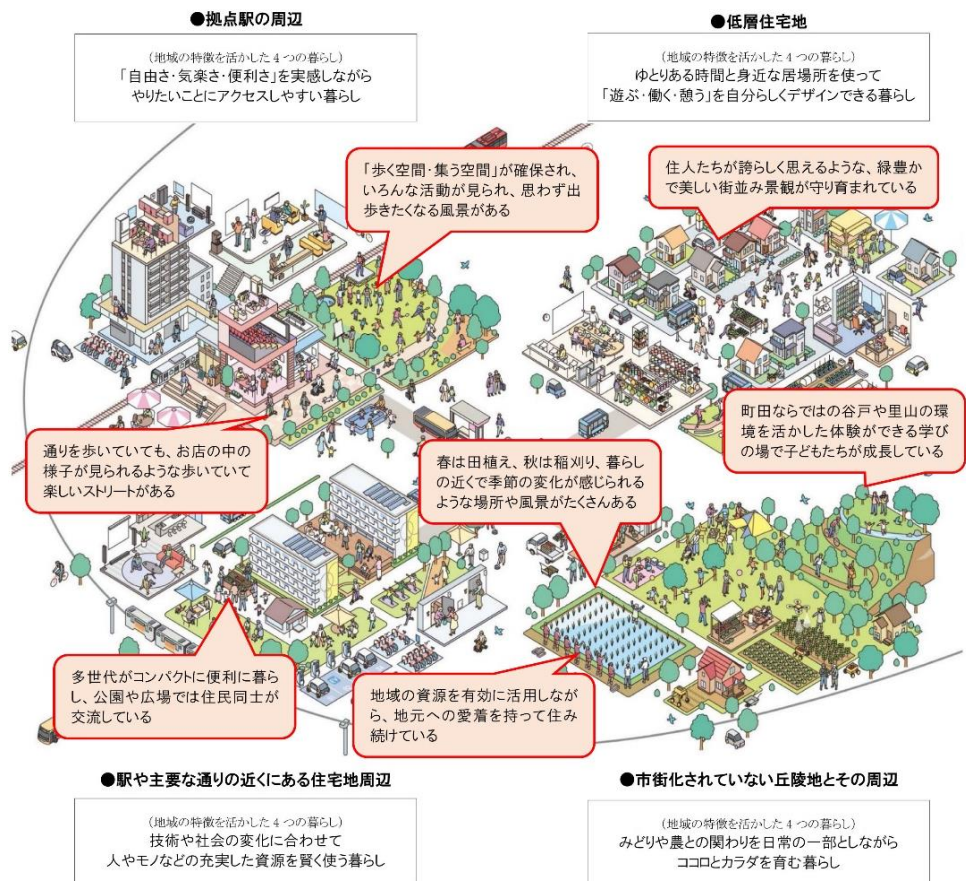 ●拠点駅の周辺
(地域の特徴を活かした4つの暮らし)
「自由さ・気楽さ・便利さ」を実感しながら
やりたいことにアクセスしやすい暮らし
●低層住宅地
(地域の特徴を活かした4つの暮らし)
ゆとりある時間と身近な居場所を使って
「遊ぶ・働く・憩う」を自分らしくデザインできる暮らし
「歩く空間・集う空間」が確保され、
いろんな活動が見られ、思わず出
歩きたくなる風景がある
住人たちが誇らしく思えるような、緑豊か
で美しい街並み景観が守り育まれている
通りを歩いていても、お店の中の
様子が見られるような歩いていて
楽しいストリートがある
春は田植え、秋は稲刈り、暮らし
の近くで季節の変化が感じられる
ような場所や風景がたくさんある
町田ならではの谷戸や里山の環
境を活かした体験ができる学び
の場で子どもたちが成長している
多世代がコンパクトに便利に暮ら
し、公園や広場では住民同士が
交流している
地域の資源を有効に活用しなが
ら、地元への愛着を持って住み
続けている
●駅や主要な通りの近くにある住宅地周辺
(地域の特徴を活かした4つの暮らし)
技術や社会の変化に合わせて
人やモノなどの充実した資源を賢く使う暮らし
●市街化されていない丘陵地とその周辺
(地域の特徴を活かした4つの暮らし)
みどりや農との関わりを日常の一部としながら
ココロとカラダを育む暮らし